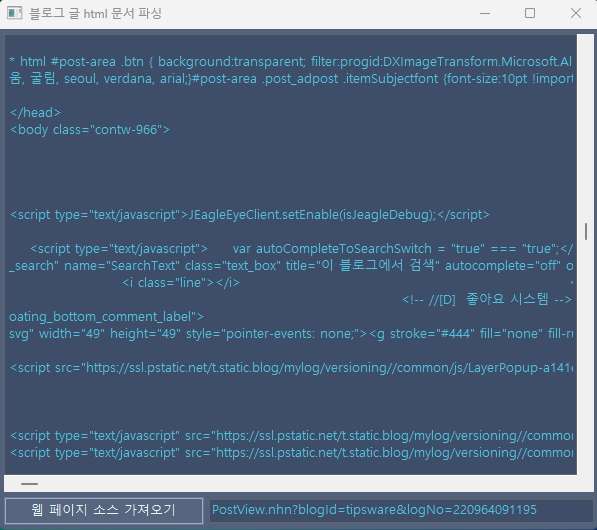 블로그 글 html 문서 파싱
* html #post-area .btn { background:transparent; filter:progid:DXImageTransform.Microsoft.Al
움, 굴림, seoul, verdana, arial;}#post-area .post_adpost .itemSubjectfont {font-size:10pt !import
</head>
<body class="contw-966">
<script type="text/javascript">JEagleEyeClient.setEnable(isJeagleDebug);</script>
<script type="text/javascript"> var autoCompleteToSearchSwitch = "true" === "true";</
_search" name="SearchText" class="text_box" title="이 블로그에서 검색" autocomplete="off" o
<i class="line"></i> <
<!-- //[D] 좋아요 시스템 -->
oating_bottom_comment_label">
svg" width="49" height="49" style="pointer-events: none;"><g stroke="#444" fill="none" fill-ru
<script src="https://ssl.pstatic.net/t.static.blog/mylog/versioning//common/js/LayerPopup-a141e
<script type="text/javascript" src="https://ssl.pstatic.net/t.static.blog/mylog/versioning//common
<script type="text/javascript" src="https://ssl.pstatic.net/t.static.blog/mylog/versioning//common
웹 페이지 소스 가져오기 PostView.nhn?blogId=tipsware&logNo=220964091195